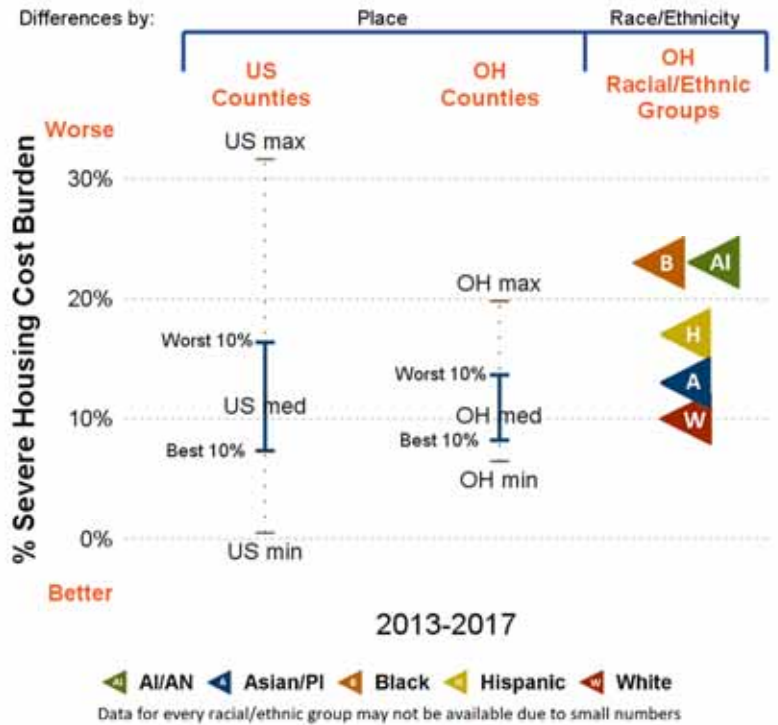 Differences by: Place Race/Ethnicity
US Counties
OH Counties
OH Racial/Ethnic Groups
% Severe Housing Cost Burden
Worse
US max
30%
B AI
OH max
20%
H
Worst 10%
Worst 10%
A
US med
OH med
W
10%
Best 10%
Best 10%
OH min
0%
US min
Better
2013-2017
AI AI/AN A Asian/PI B Black H Hispanic W White
Data for every racial/ethnic group may not be available due to small numbers